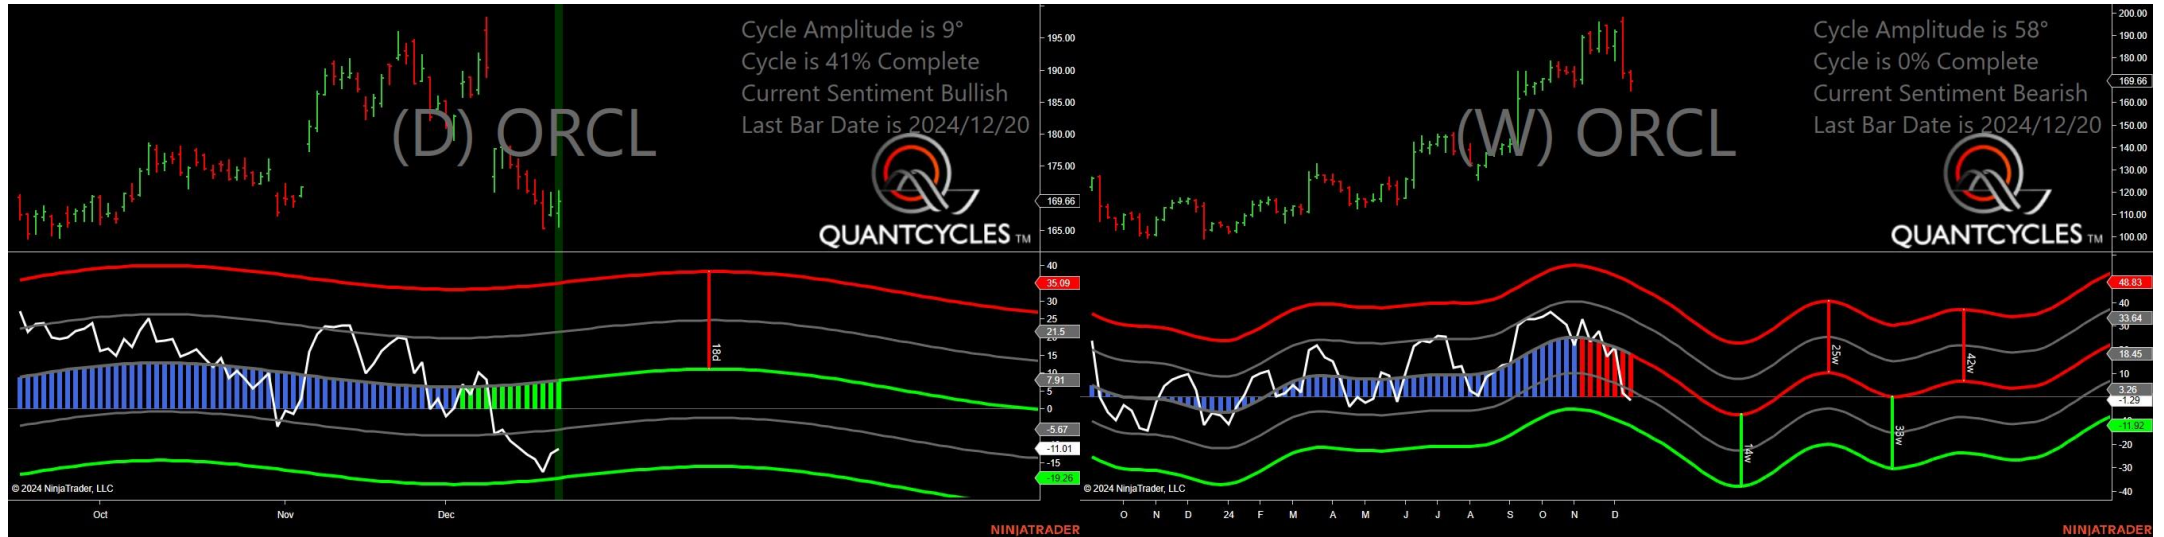 Cycle Amplitude is 9°
Cycle is 41% Complete
Current Sentiment Bullish
Last Bar Date is 2024/12/20
(D) ORCL
QUANTCYCLES TM
195.00
190.00
185.00
180.00
175.00
169.66
165.00
40
35.09
30
25
21.5
15
10
7.91
5
0
-5.67
-11.01
-15
-19.26
18d
© 2024 NinjaTrader, LLC
Oct
Nov
Dec
NINJATRADER
Cycle Amplitude is 58°
Cycle is 0% Complete
Current Sentiment Bearish
Last Bar Date is 2024/12/20
(W) ORCL
QUANTCYCLES TM
200.00
190.00
180.00
169.66
160.00
150.00
140.00
130.00
120.00
110.00
100.00
48.83
40
33.64
30
18.45
10
3.26
-1.29
-11.92
-20
-30
-40
14w
25w
38w
42w
© 2024 NinjaTrader, LLC
O N D 24 F M A M J J A S O N D
NINJATRADER